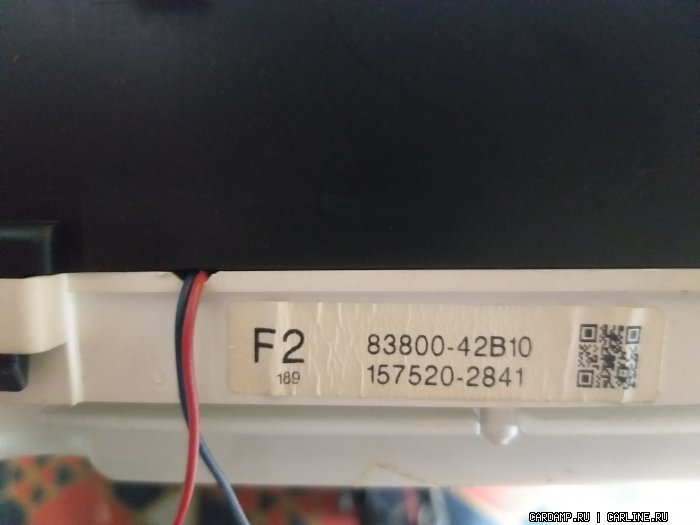 F2
189
83800-42B10
157520-2841
CARDAMP.RU | CARLINE.RU